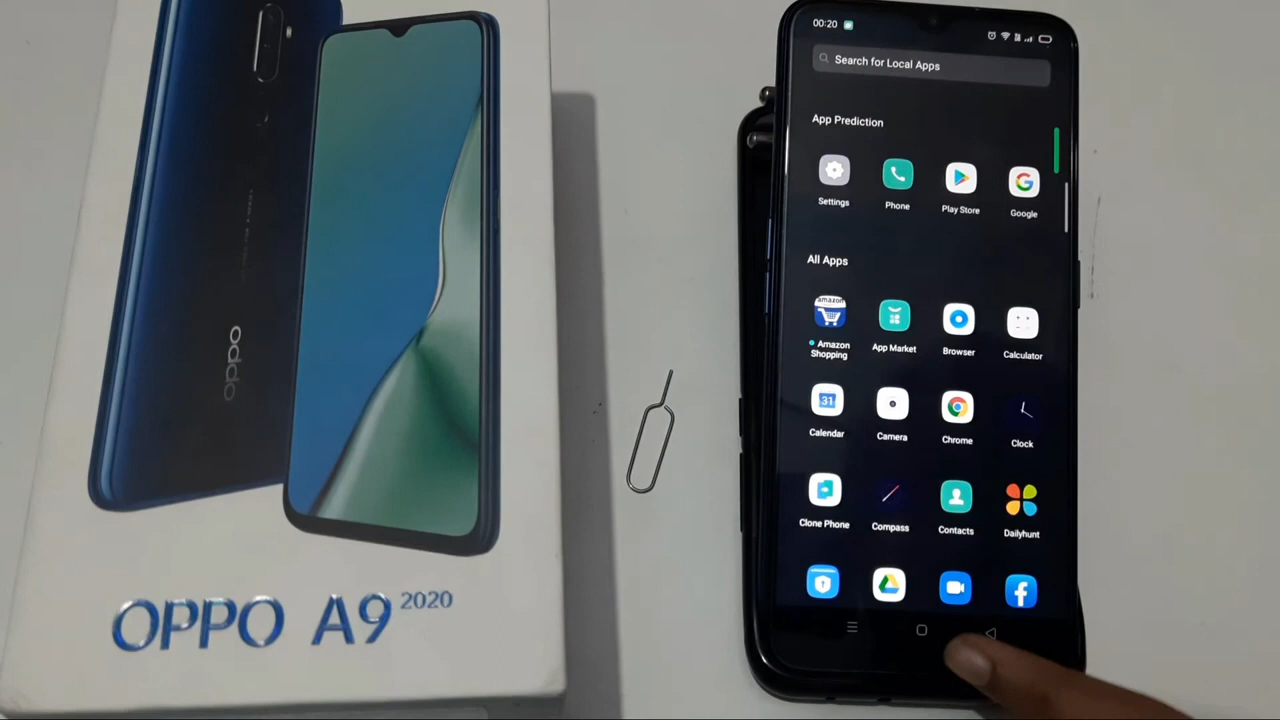 oppo
OPPO A9 2020
00:20
Search for Local Apps
App Prediction
Settings
Phone
Play Store
Google
All Apps
amazon
Amazon
Shopping
App Market
Browser
Calculator
31
Calendar
Camera
Chrome
Clock
Clone Phone
Compass
Contacts
Dailyhunt